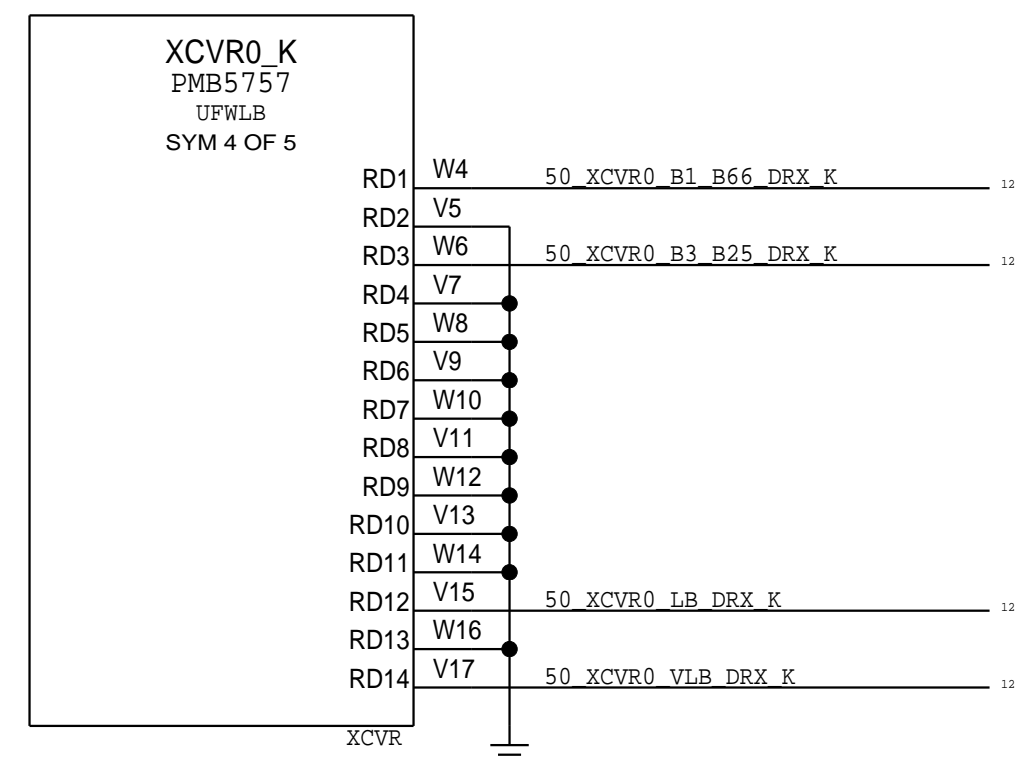 XCVR0_K
PMB5757
UFWLB
SYM 4 OF 5
RD1 W4 50_XCVR0_B1_B66_DRX_K 12
RD2 V5
RD3 W6 50_XCVR0_B3_B25_DRX_K 12
RD4 V7
RD5 W8
RD6 V9
RD7 W10
RD8 V11
RD9 W12
RD10 V13
RD11 W14
RD12 V15 50_XCVR0_LB_DRX_K 12
RD13 W16
RD14 V17 50_XCVR0_VLB_DRX_K 12
XCVR